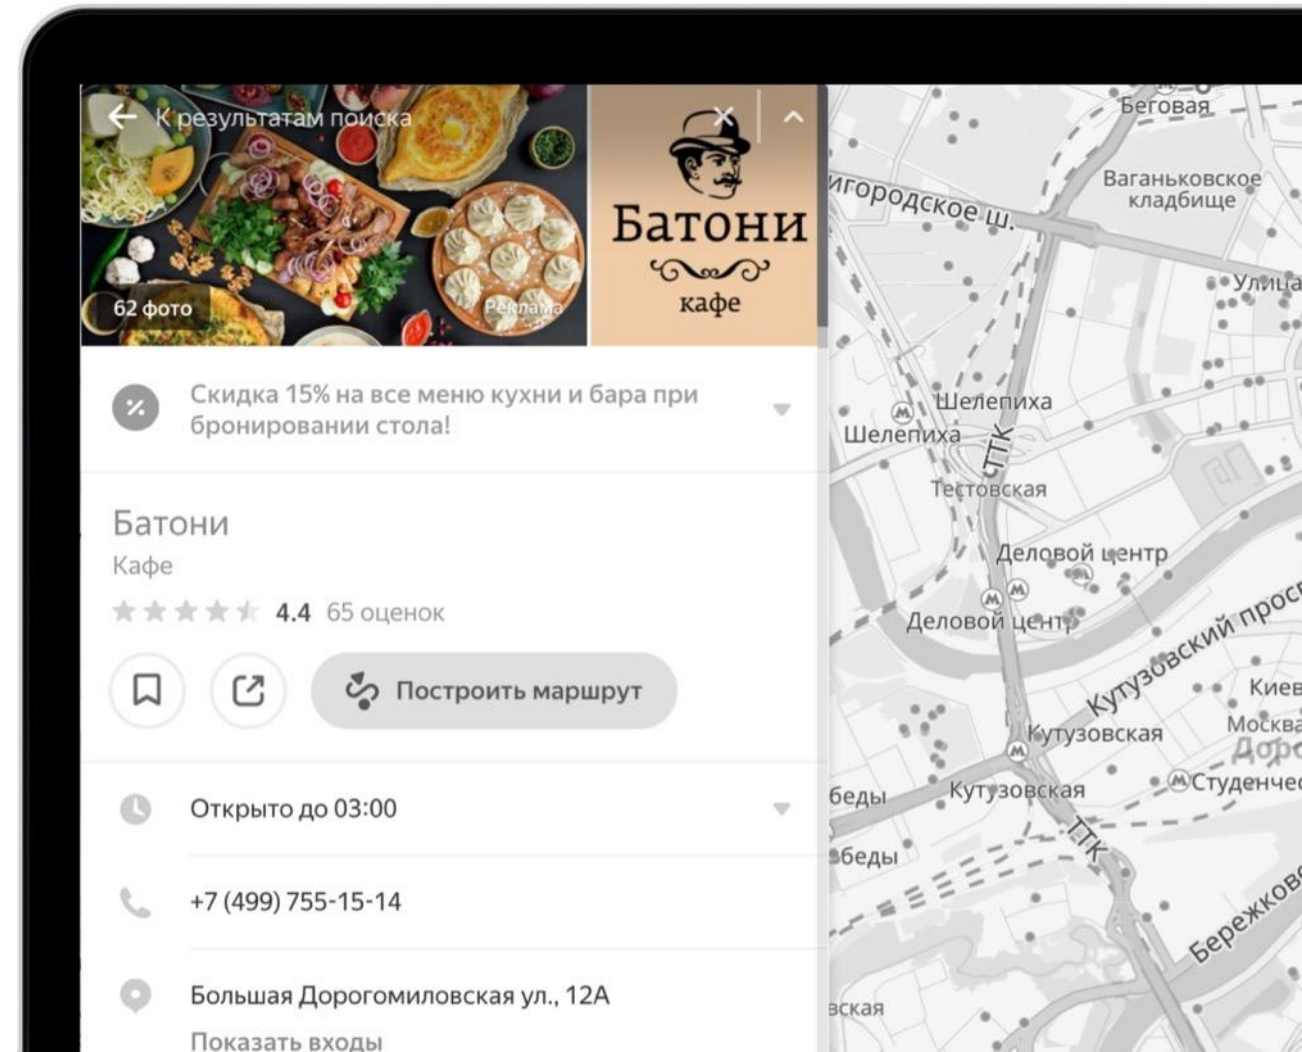 К результатам поиска
62 фото
Реклама
Батони
кафе
Скидка 15% на все меню кухни и бара при
бронировании стола!
Батони
Кафе
4.4 65 оценок
Построить маршрут
Открыто до 03:00
+7 (499) 755-15-14
Большая Дорогомиловская ул., 12А
Показать входы
Беговая
Ваганьковское
кладбище
игородское ш.
Улица
Шелепиха
Шелепиха
ТТК
Тестовская
Деловой центр
Деловой центр
Кутузовский просп
Киев
Москва
Доро
Кутузовская
Студенчес
Кутузовская
беды
ТТК
беды
Бережково
вская